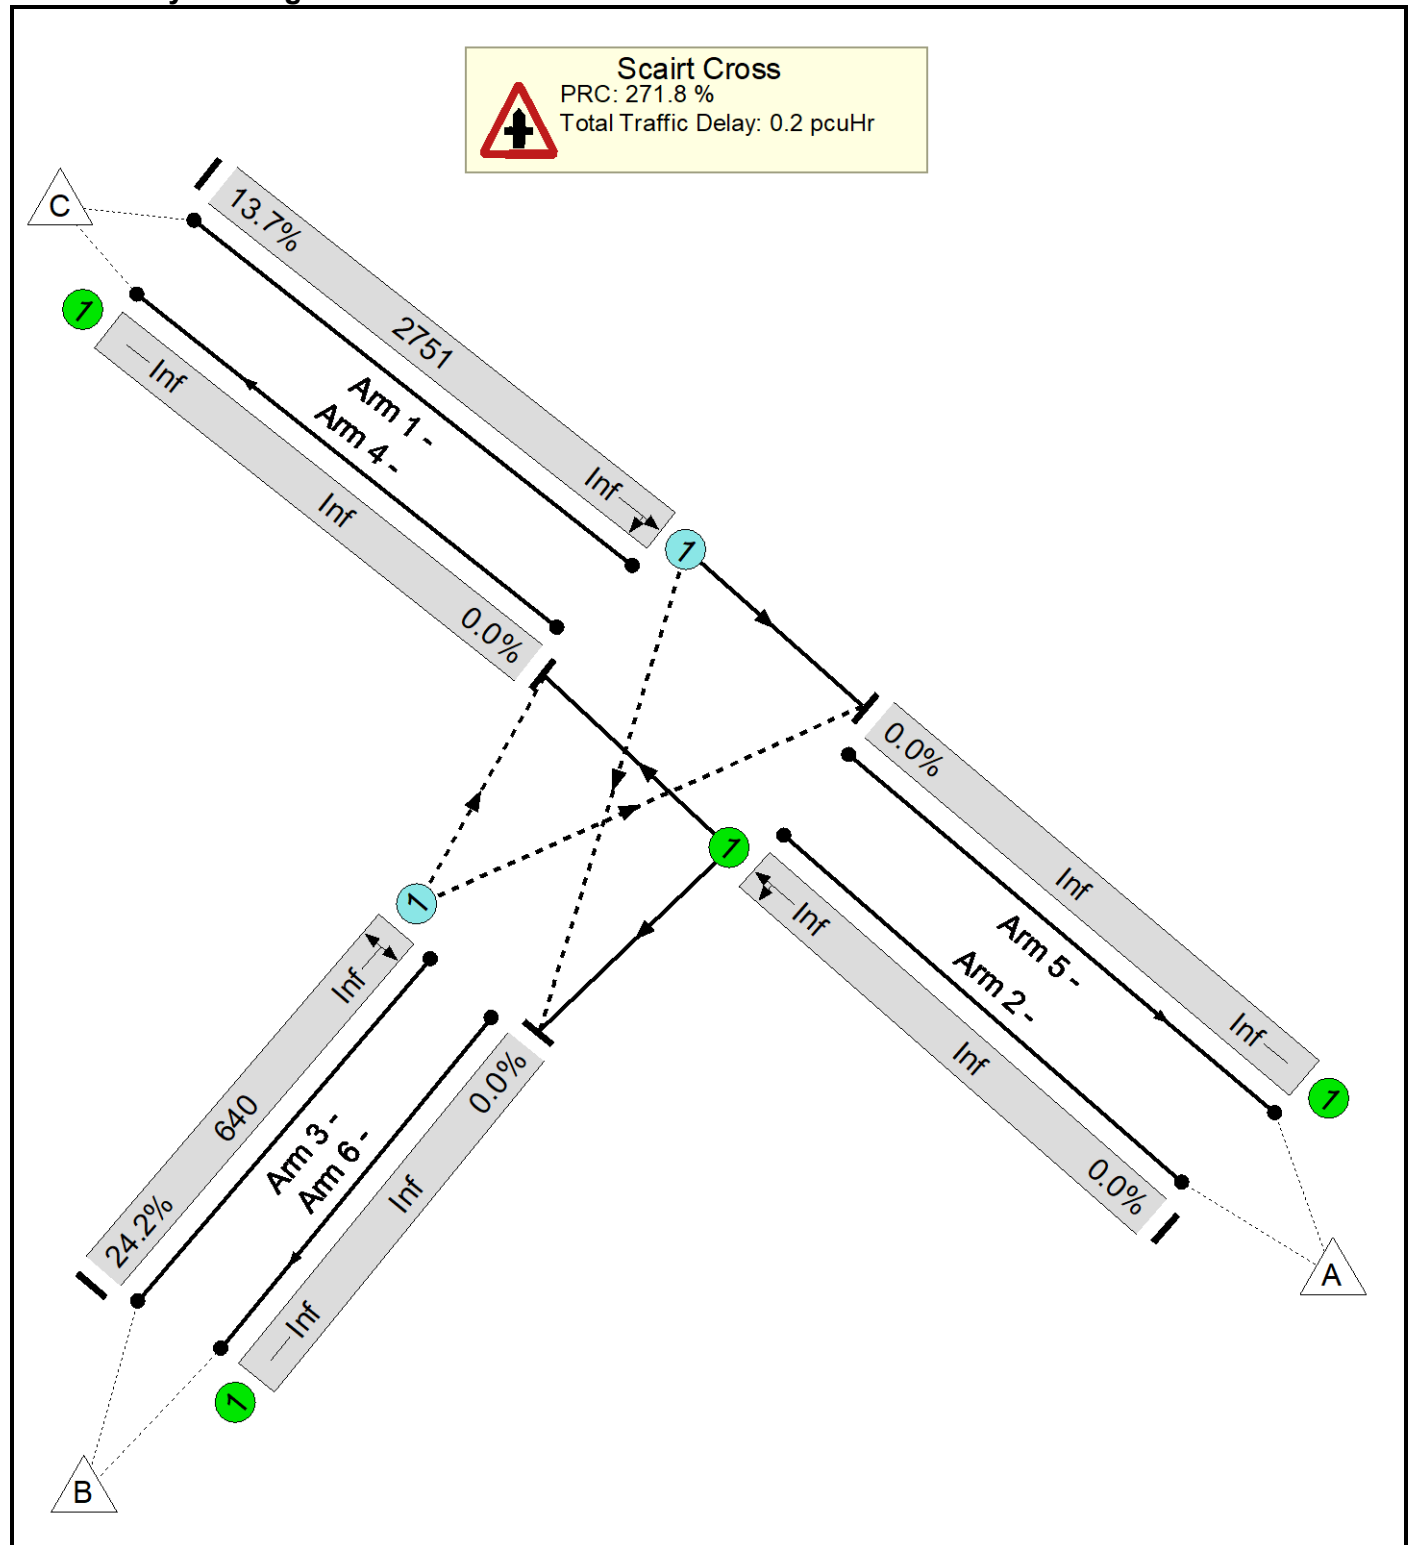 Scairt Cross
PRC: 271.8 %
Total Traffic Delay: 0.2 pcuHr
C
13.7%
2751
Inf
1
1
Inf
Inf
0.0%
Arm 1 -
Arm 4 -
0.0%
Inf
Inf
1
Arm 5 -
Arm 2 -
1
Inf
Inf
0.0%
A
1
Inf
640
24.2%
Arm 3 -
Arm 6 -
0.0%
Inf
Inf
1
B